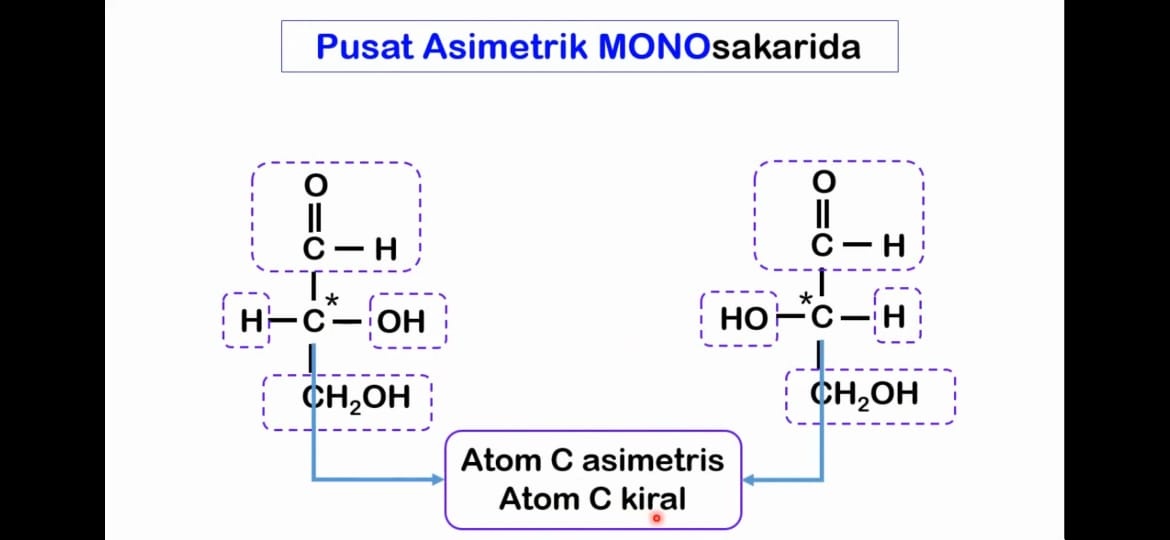 Pusat Asimetrik MONOsakarida
O
||
C — H
|
H — C* — OH
|
CH₂OH
O
||
C — H
|
HO — *C — H
|
CH₂OH
Atom C asimetris
Atom C kiral